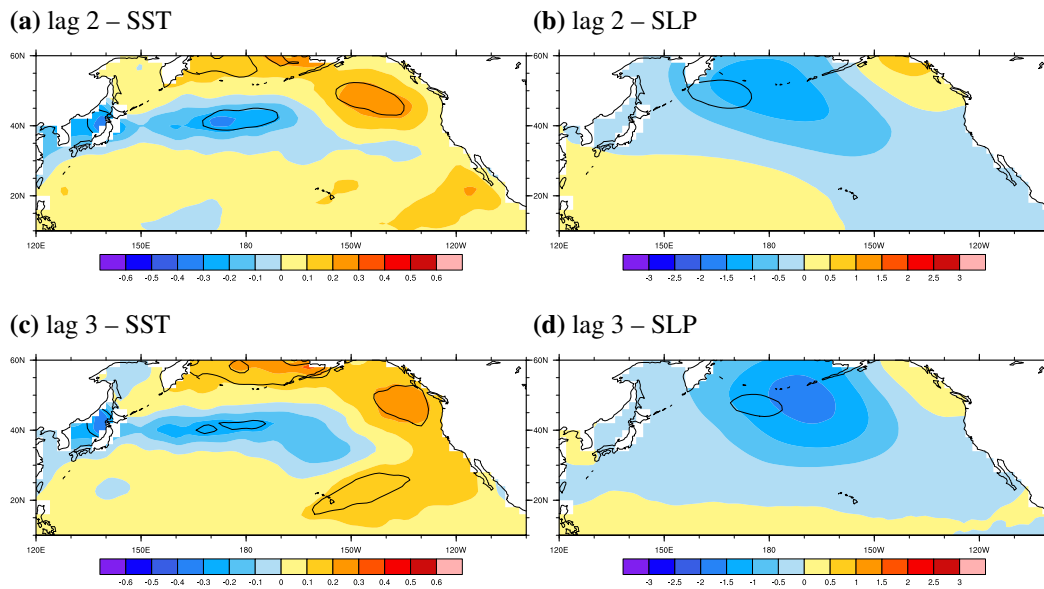 (a) lag 2 – SST
(b) lag 2 – SLP
60N
40N
20N
120E 150E 180 150W 120W
-0.6 -0.5 -0.4 -0.3 -0.2 -0.1 0 0.1 0.2 0.3 0.4 0.5 0.6
60N
40N
20N
120E 150E 180 150W 120W
-3 -2.5 -2 -1.5 -1 -0.5 0 0.5 1 1.5 2 2.5 3
(c) lag 3 – SST
(d) lag 3 – SLP
60N
40N
20N
120E 150E 180 150W 120W
-0.6 -0.5 -0.4 -0.3 -0.2 -0.1 0 0.1 0.2 0.3 0.4 0.5 0.6
60N
40N
20N
120E 150E 180 150W 120W
-3 -2.5 -2 -1.5 -1 -0.5 0 0.5 1 1.5 2 2.5 3